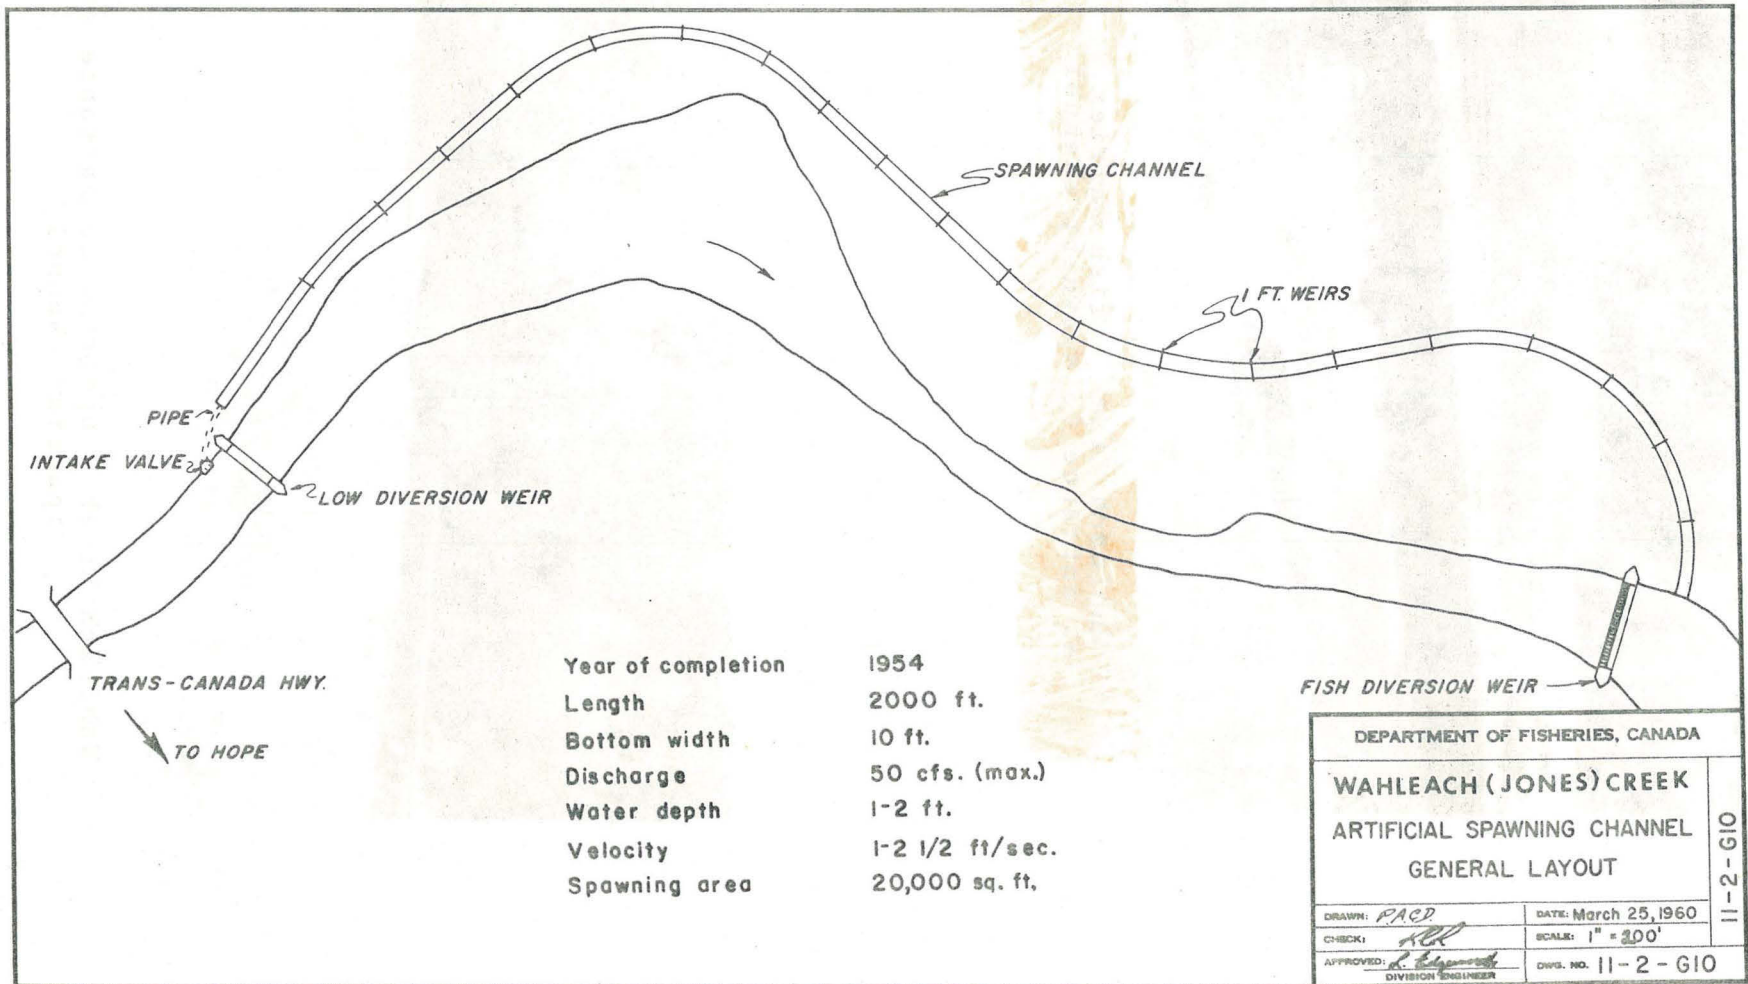 SPAWNING CHANNEL
1 FT. WEIRS
PIPE
INTAKE VALVE
LOW DIVERSION WEIR
TRANS-CANADA HWY.
TO HOPE
FISH DIVERSION WEIR
Year of completion 1954
Length 2000 ft.
Bottom width 10 ft.
Discharge 50 cfs. (max.)
Water depth 1-2 ft.
Velocity 1-2 1/2 ft/sec.
Spawning area 20,000 sq. ft.
DEPARTMENT OF FISHERIES, CANADA
WAHLEACH (JONES) CREEK
ARTIFICIAL SPAWNING CHANNEL
GENERAL LAYOUT
11-2-G10
DRAWN: P.A.C.D.
DATE: March 25, 1960
CHECK:
SCALE: 1" = 200'
APPROVED:
DIVISION ENGINEER
DWG. NO. 11-2-G10